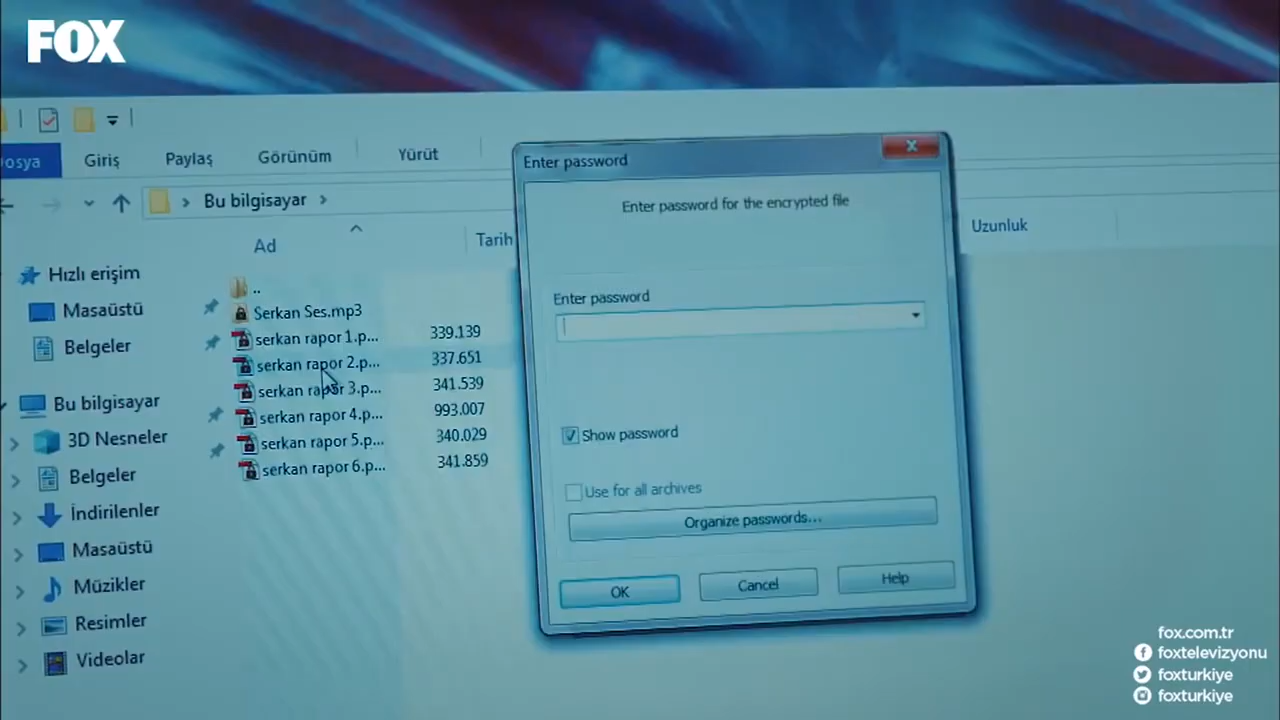 FOX
Dosya Giriş Paylaş Görünüm Yürüt
Bu bilgisayar
Ad Tarih Uzunluk
Hızlı erişim
Masaüstü
Belgeler
Bu bilgisayar
3D Nesneler
Belgeler
İndirilenler
Masaüstü
Müzikler
Resimler
Videolar
..
Serkan Ses.mp3
serkan rapor 1.p... 339.139
serkan rapor 2.p... 337.651
serkan rapor 3.p... 341.539
serkan rapor 4.p... 993.007
serkan rapor 5.p... 340.029
serkan rapor 6.p... 341.859
Enter password
Enter password for the encrypted file
Enter password
Show password
Use for all archives
Organize passwords...
OK Cancel Help
fox.com.tr
foxtelevizyonu
foxturkiye
foxturkiye